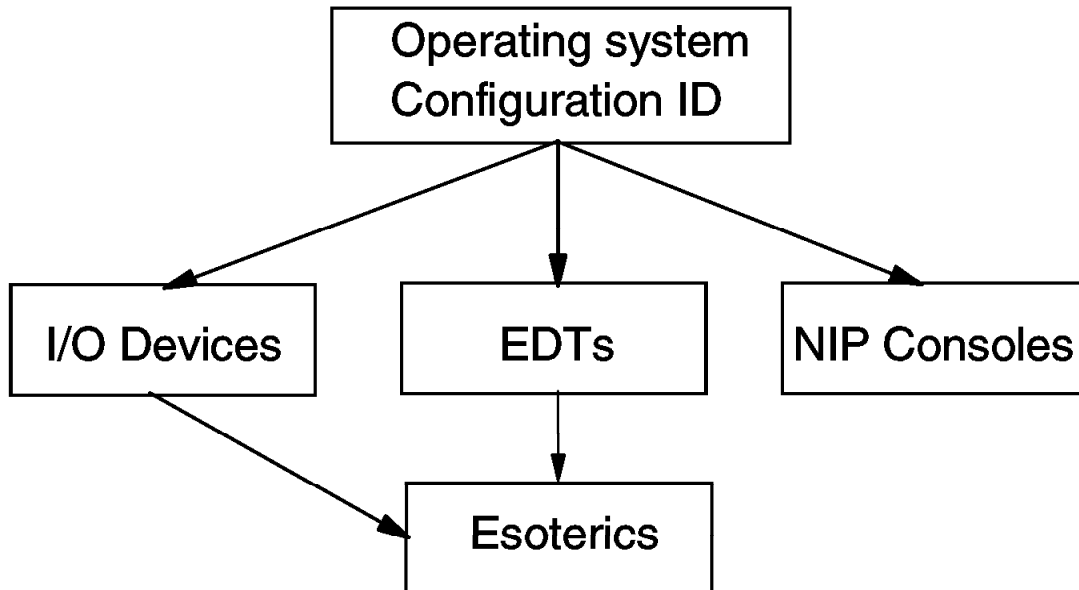 Operating system
Configuration ID
I/O Devices
EDTs
NIP Consoles
Esoterics